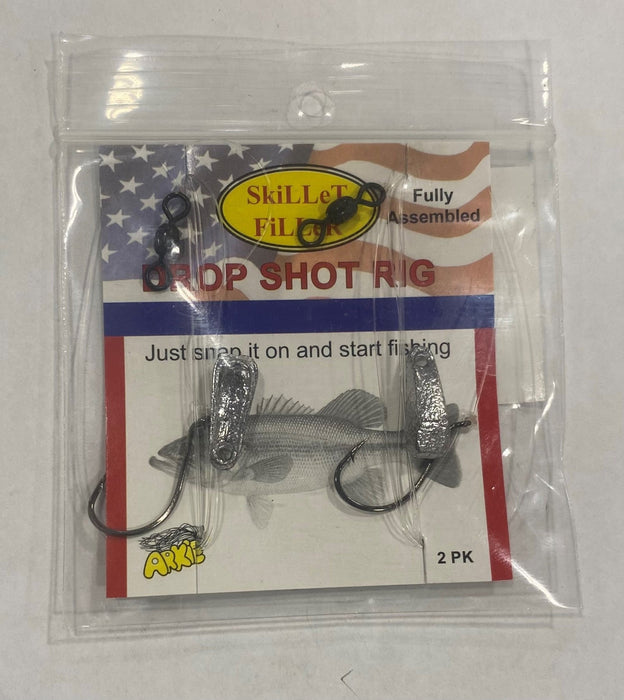 SkiLLeT
FiLLeR
Fully
Assembled
DROP SHOT RIG
Just snap it on and start fishing
ARKIE
2 PK